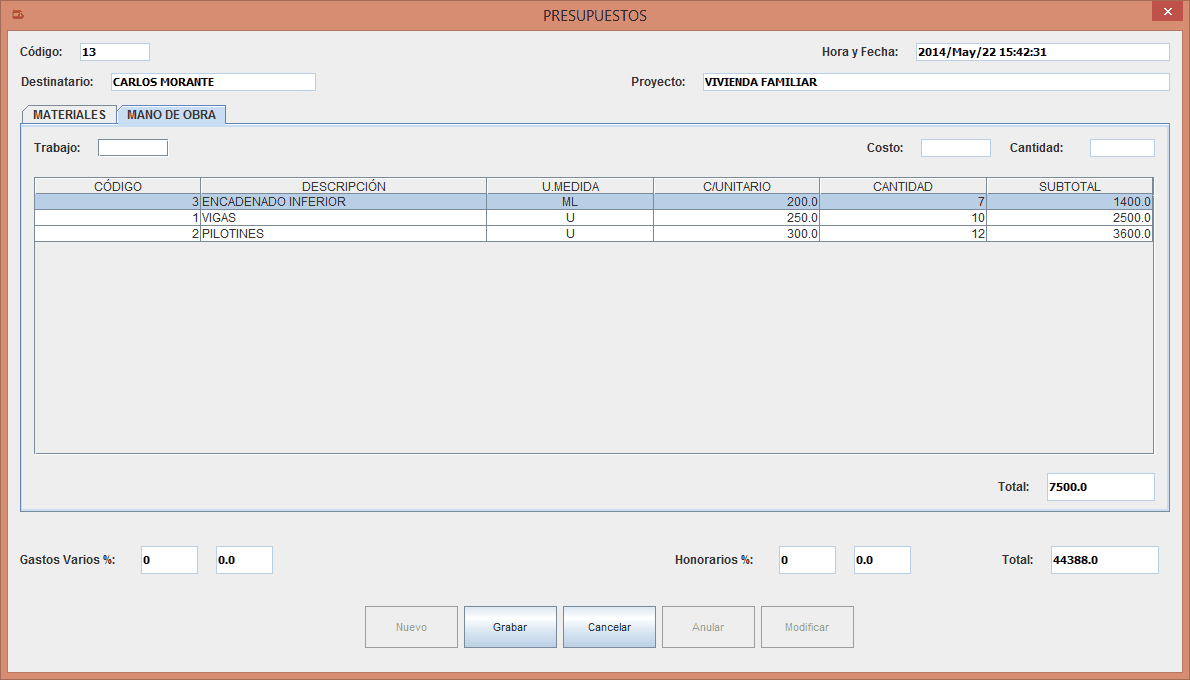 PRESUPUESTOS
Código: 13 Hora y Fecha: 2014/May/22 15:42:31
Destinatario: CARLOS MORANTE Proyecto: VIVIENDA FAMILIAR
MATERIALES MANO DE OBRA
Trabajo: Costo: Cantidad:
CÓDIGO DESCRIPCIÓN U.MEDIDA C/UNITARIO CANTIDAD SUBTOTAL
3 ENCADENADO INFERIOR ML 200.0 7 1400.0
1 VIGAS U 250.0 10 2500.0
2 PILOTINES U 300.0 12 3600.0
Total: 7500.0
Gastos Varios %: 0 0.0 Honorarios %: 0 0.0 Total: 44388.0
Nuevo Grabar Cancelar Anular Modificar